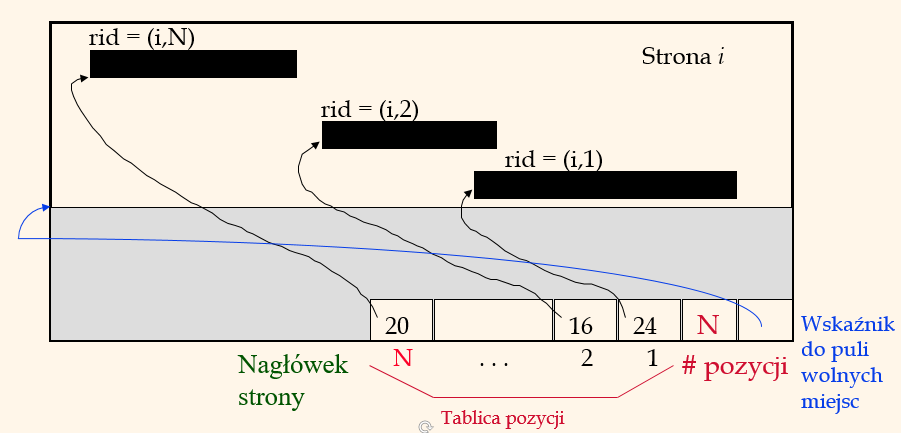 rid = (i,N)
Strona i
rid = (i,2)
rid = (i,1)
20 16 24 N
N . . . 2 1 # pozycji
Nagłówek
strony
Tablica pozycji
Wskaźnik
do puli
wolnych
miejsc